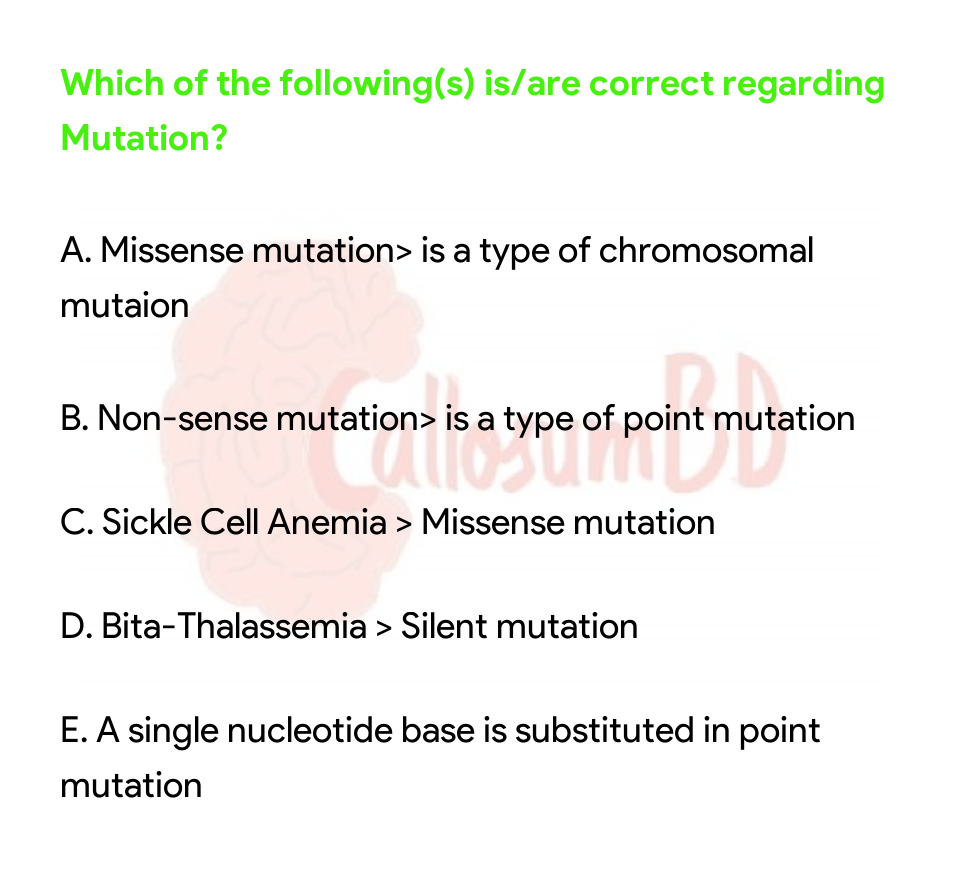 Which of the following(s) is/are correct regarding
Mutation?
A. Missense mutation> is a type of chromosomal
mutaion
B. Non-sense mutation> is a type of point mutation
CallosumBD
C. Sickle Cell Anemia > Missense mutation
D. Bita-Thalassemia > Silent mutation
E. A single nucleotide base is substituted in point
mutation